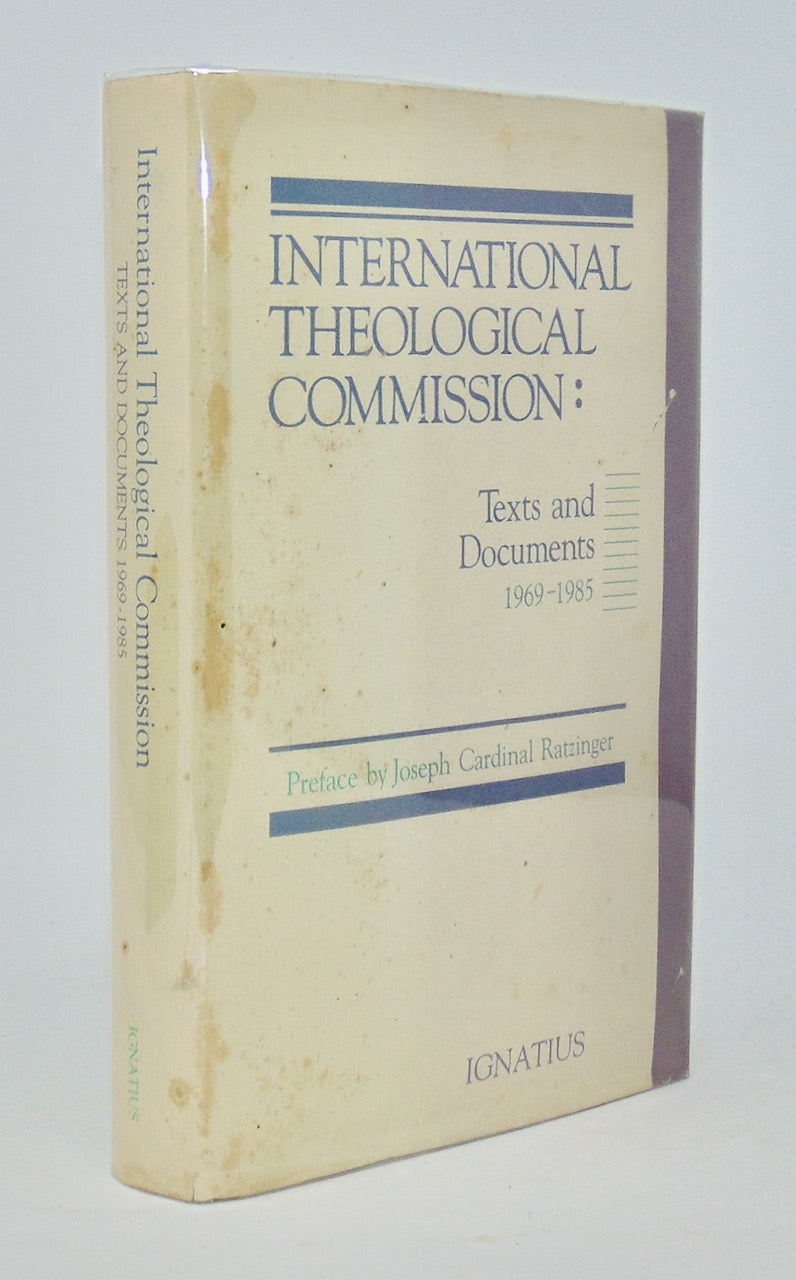 International Theological Commission
TEXTS AND DOCUMENTS 1969-1985
IGNATIUS
INTERNATIONAL
THEOLOGICAL
COMMISSION:
Texts and
Documents
1969-1985
Preface by Joseph Cardinal Ratzinger
IGNATIUS